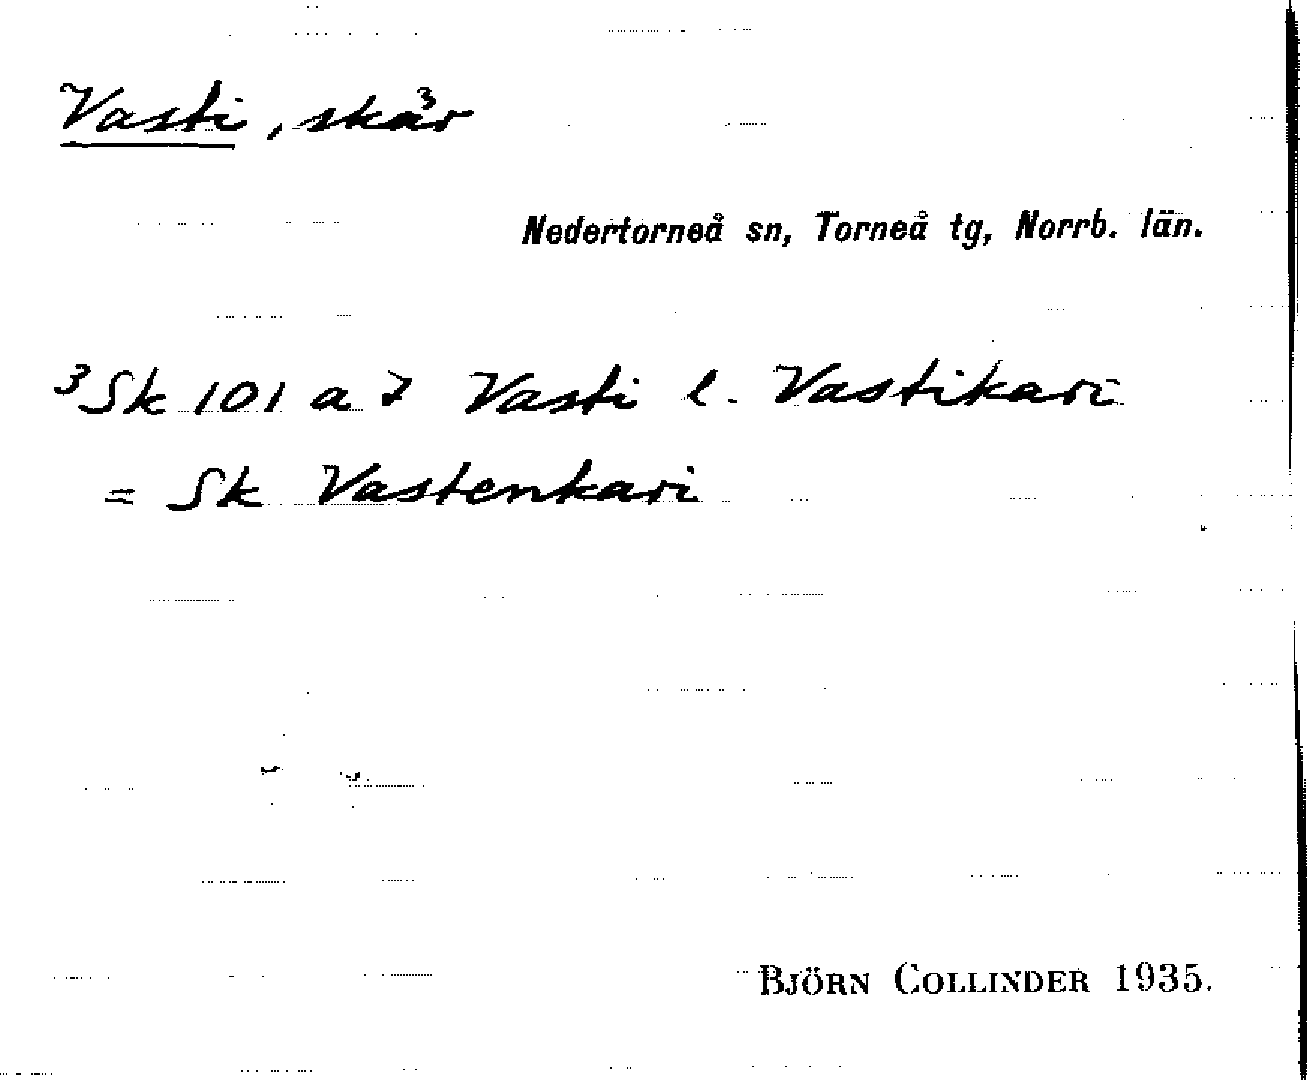 Vasti, skär³
Nedertorneå sn, Torneå tg, Norrb. län.
³Sk 101 a 7 Vasti l. Vastikari
= Sk Vastenkari
BJÖRN COLLINDER 1935.